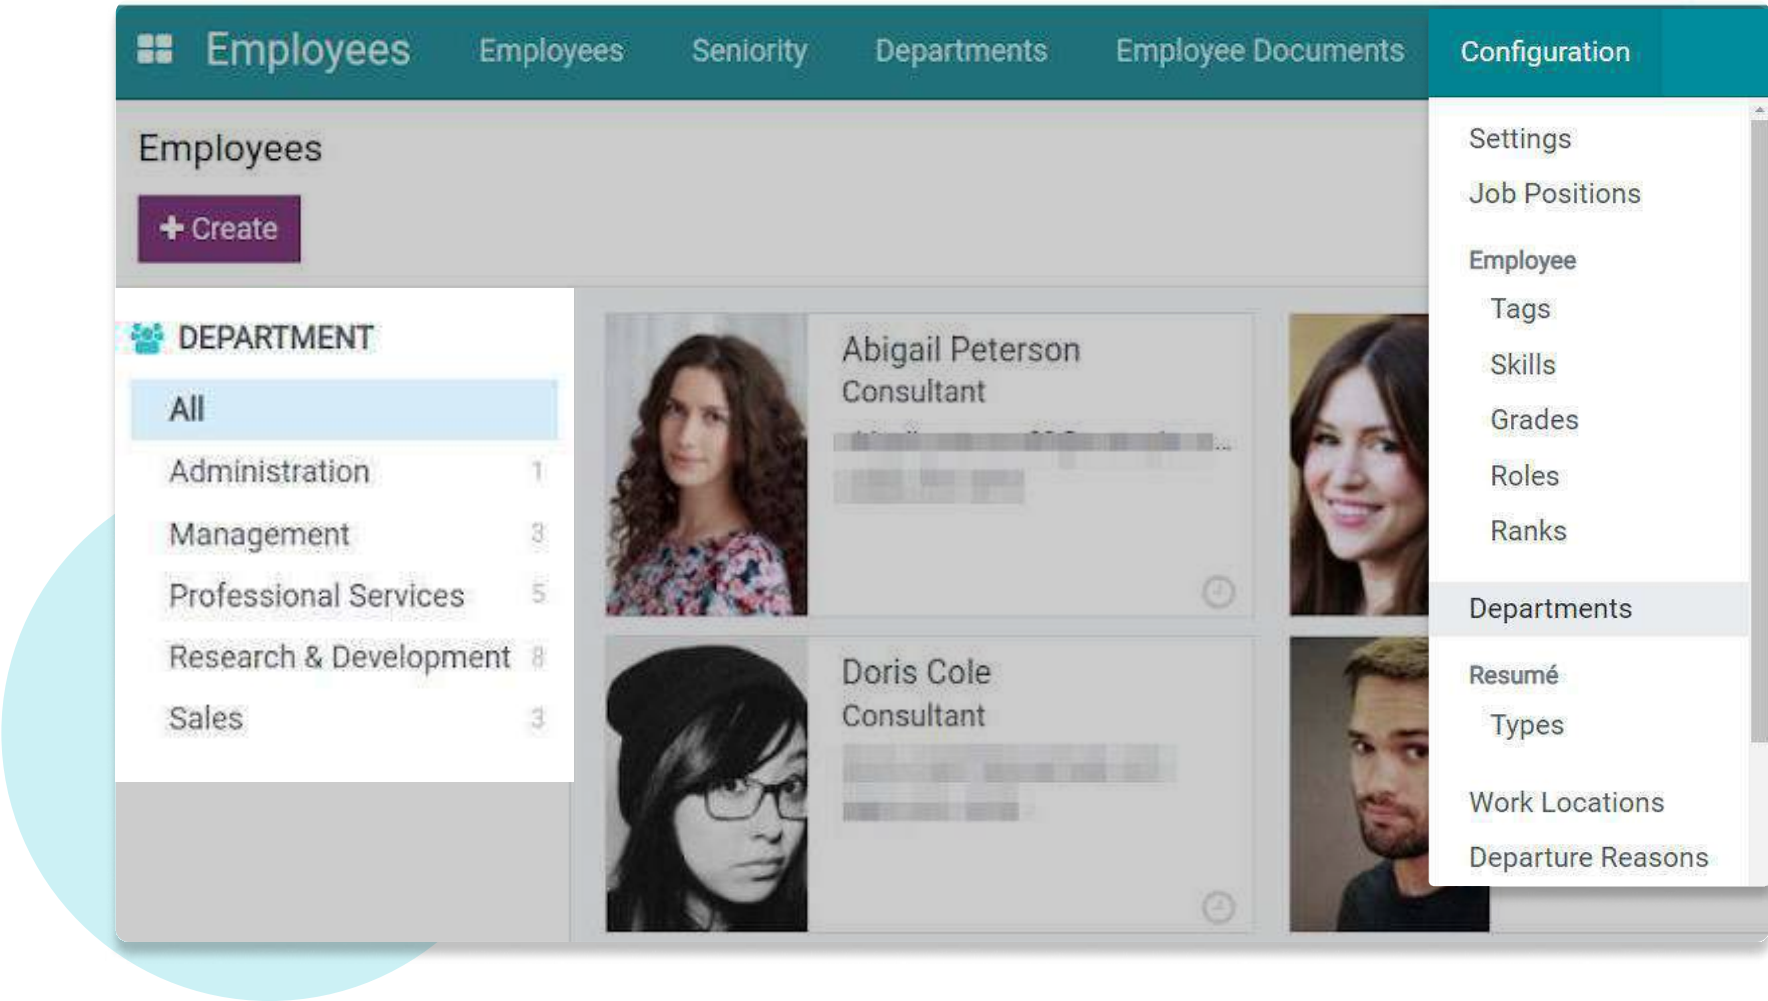 Employees Employees Seniority Departments Employee Documents Configuration
Employees
Create
DEPARTMENT
All
Administration 1
Management 3
Professional Services 5
Research & Development 8
Sales 3
Abigail Peterson
Consultant
Doris Cole
Consultant
Settings
Job Positions
Employee
Tags
Skills
Grades
Roles
Ranks
Departments
Resumé
Types
Work Locations
Departure Reasons